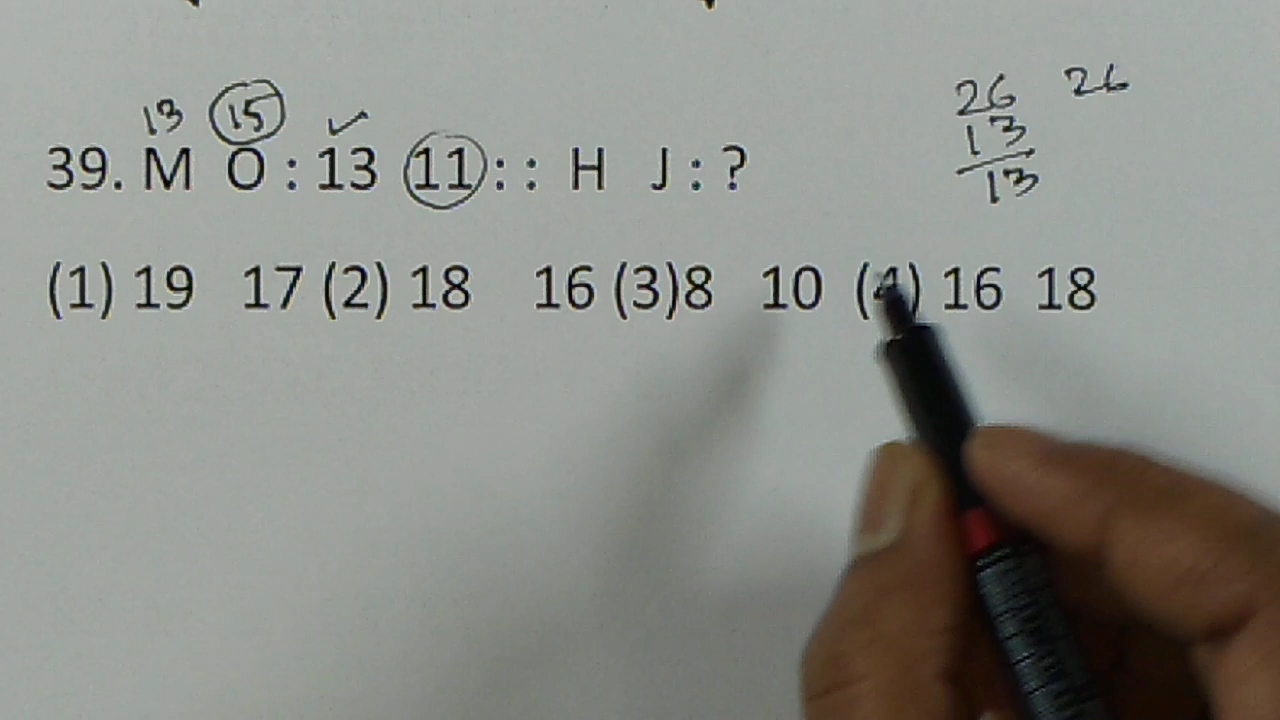 13 15 ✓ 26 26
13
13
39. M O : 13 11 : : H J : ?
(1) 19 17 (2) 18 16 (3)8 10 (4) 16 18